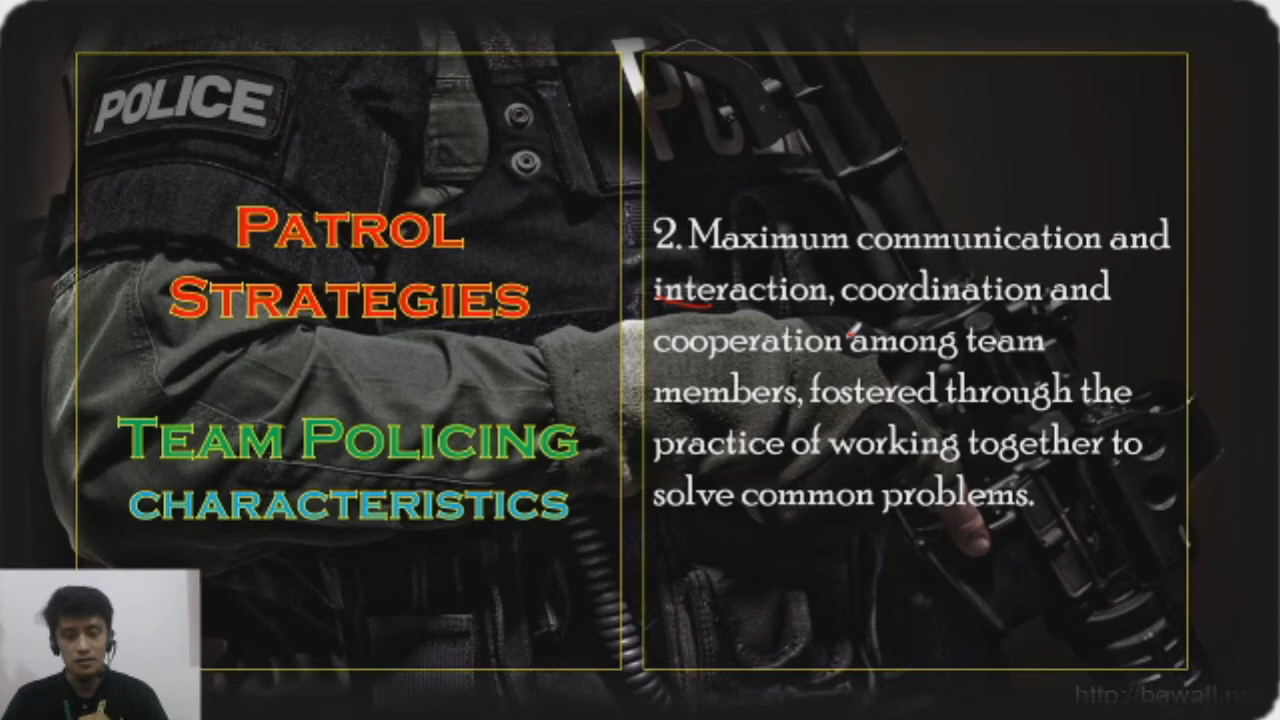 POLICE
PATROL
STRATEGIES
TEAM POLICING
CHARACTERISTICS
2. Maximum communication and
interaction, coordination and
cooperation among team
members, fostered through the
practice of working together to
solve common problems.